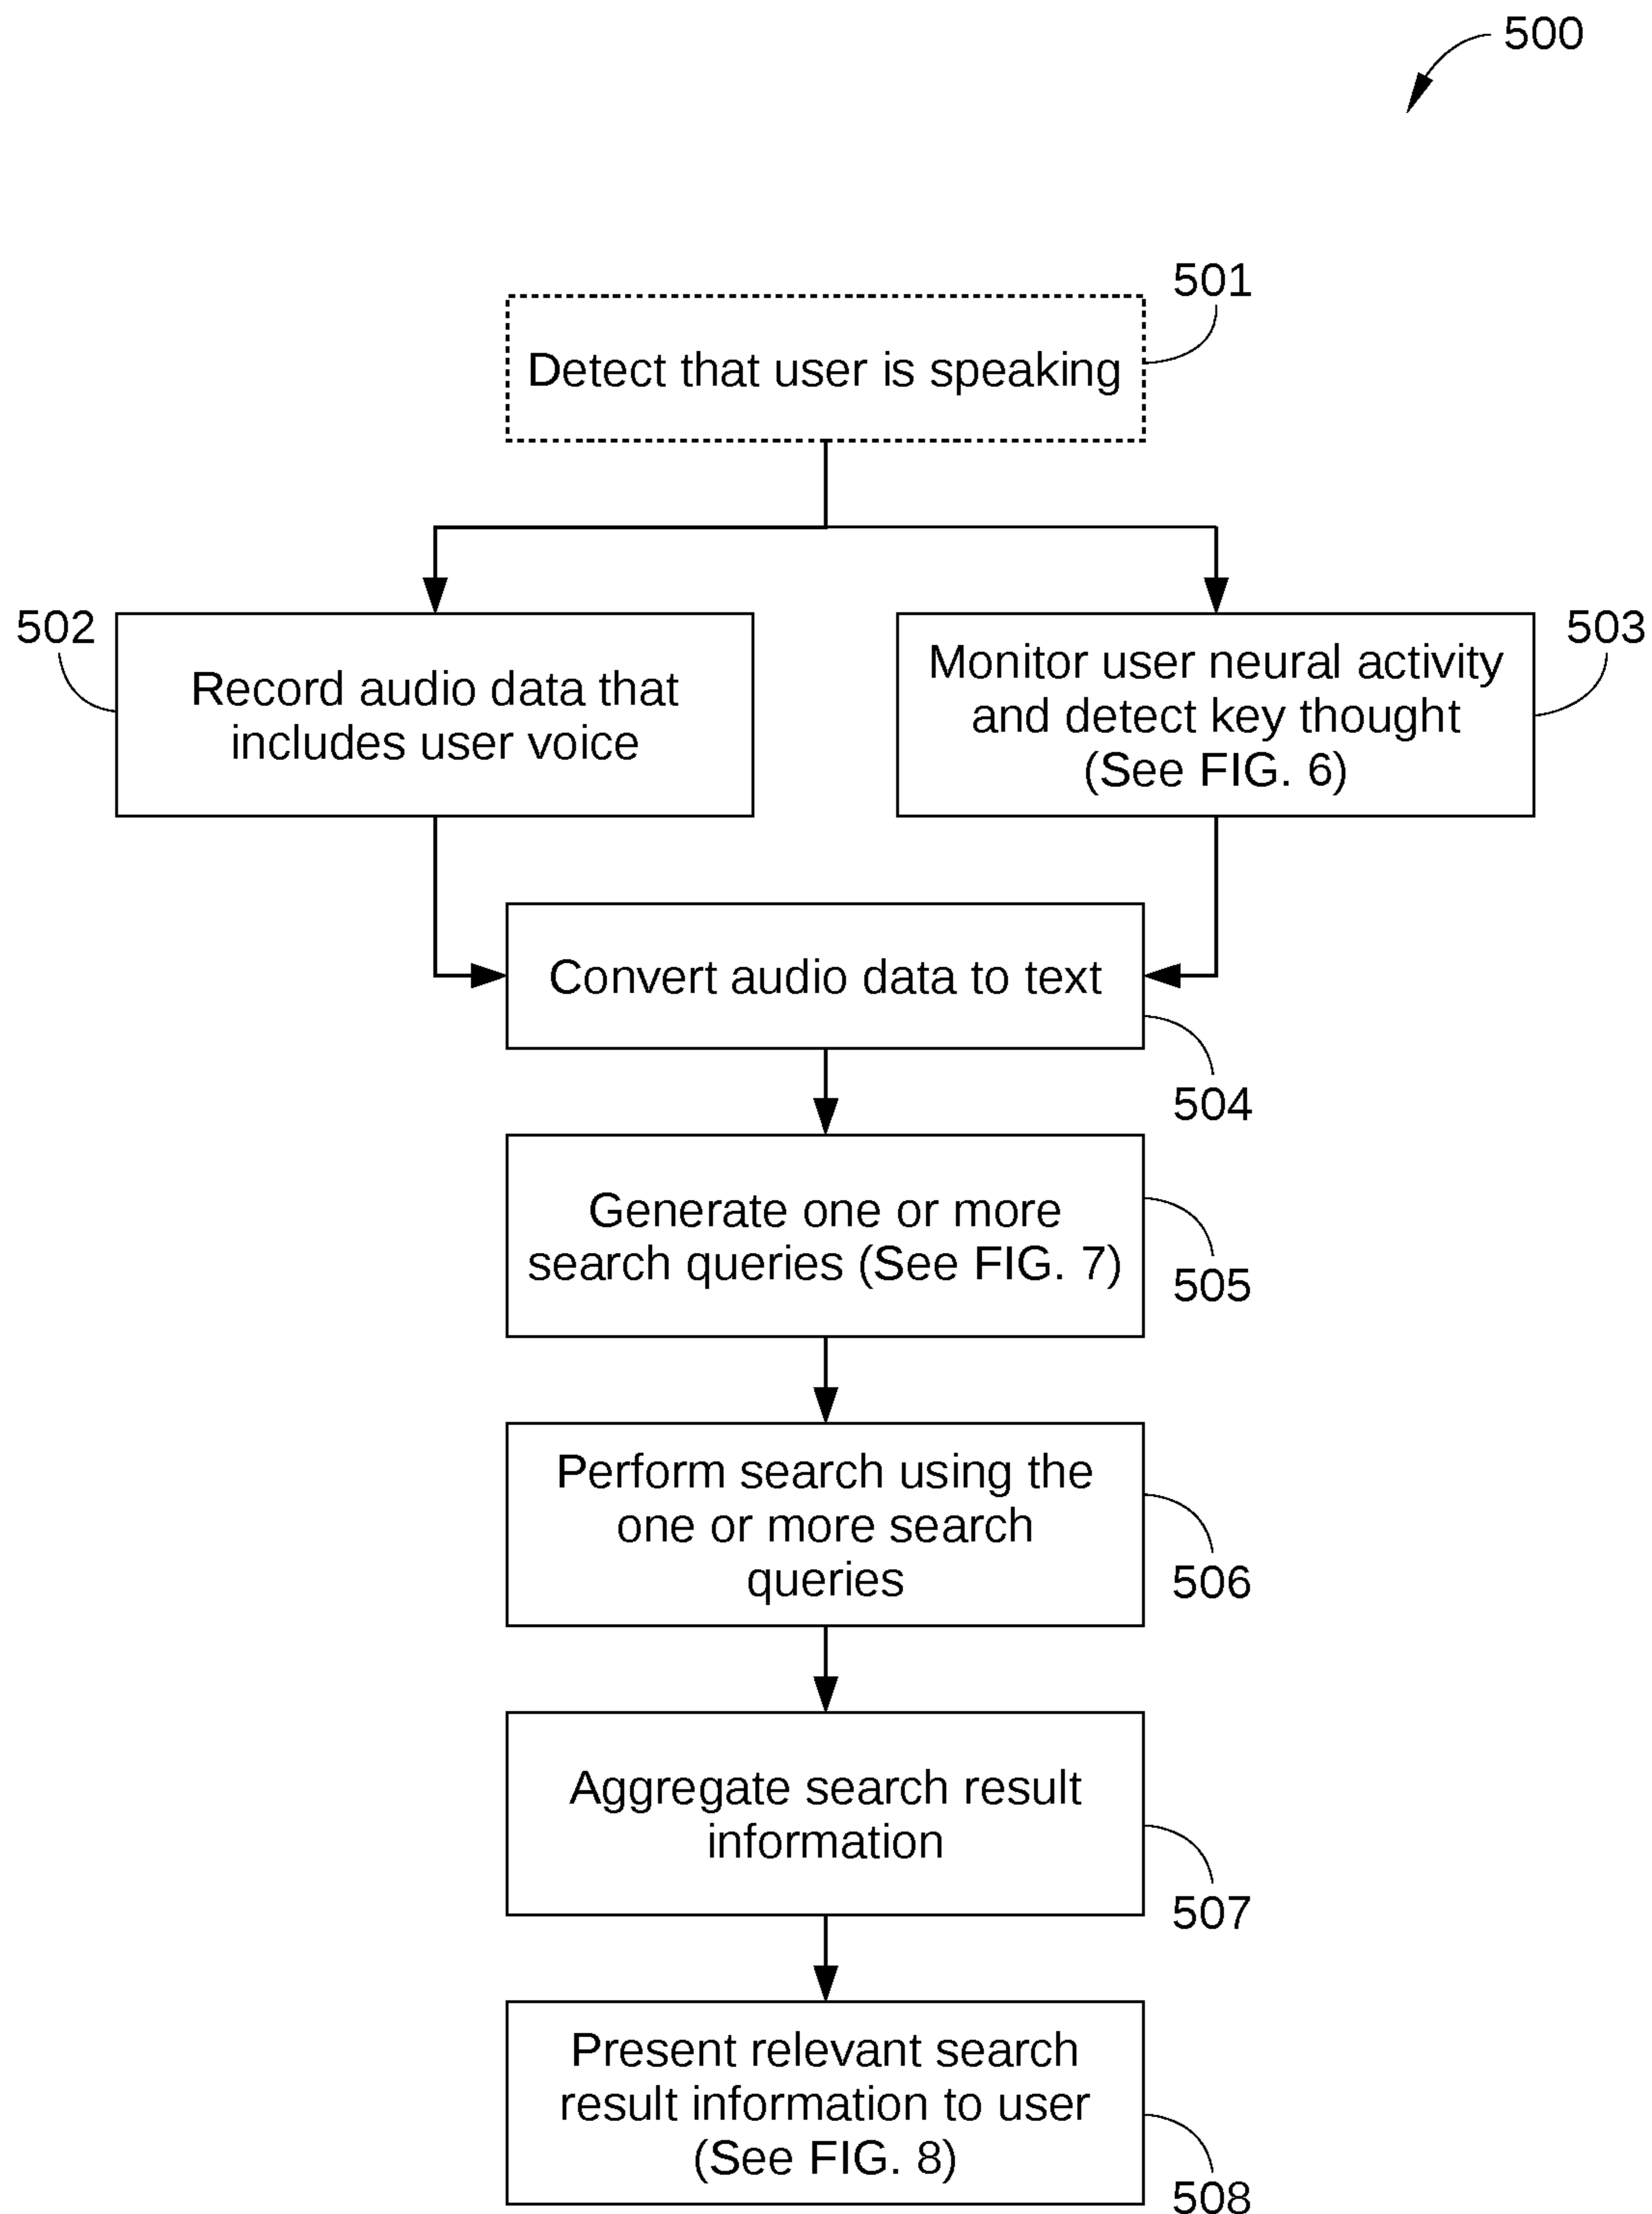 500
501
Detect that user is speaking
502
Record audio data that
includes user voice
503
Monitor user neural activity
and detect key thought
(See FIG. 6)
Convert audio data to text
504
Generate one or more
search queries (See FIG. 7)
505
Perform search using the
one or more search
queries
506
Aggregate search result
information
507
Present relevant search
result information to user
(See FIG. 8)
508